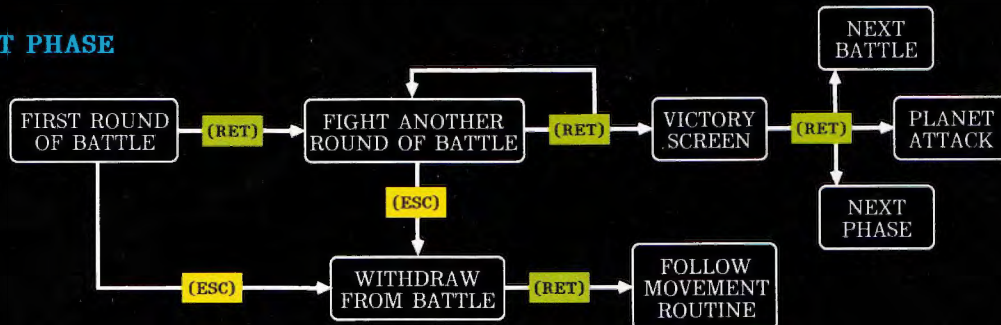 T PHASE
NEXT
BATTLE
FIRST ROUND
OF BATTLE
(RET)
FIGHT ANOTHER
ROUND OF BATTLE
(RET)
VICTORY
SCREEN
(RET)
PLANET
ATTACK
(ESC)
NEXT
PHASE
(ESC)
WITHDRAW
FROM BATTLE
(RET)
FOLLOW
MOVEMENT
ROUTINE